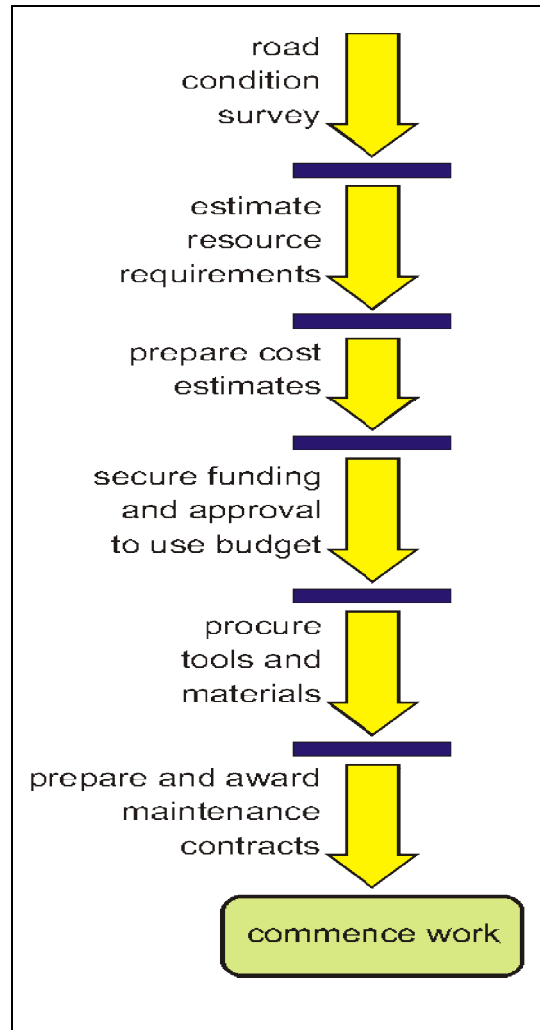 road
condition
survey
estimate
resource
requirements
prepare cost
estimates
secure funding
and approval
to use budget
procure
tools and
materials
prepare and award
maintenance
contracts
commence work